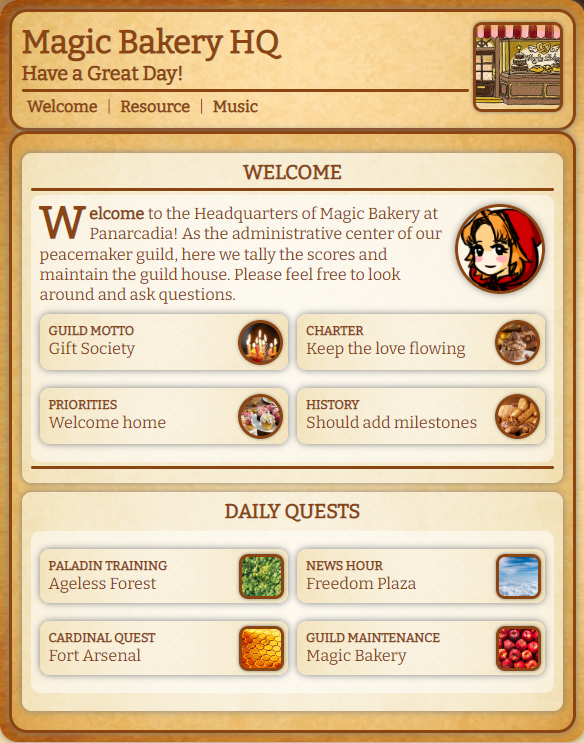 Magic Bakery HQ
Have a Great Day!
Welcome | Resource | Music
WELCOME
Welcome to the Headquarters of Magic Bakery at
Panarcadia! As the administrative center of our
peacemaker guild, here we tally the scores and
maintain the guild house. Please feel free to look
around and ask questions.
GUILD MOTTO
Gift Society
CHARTER
Keep the love flowing
PRIORITIES
Welcome home
HISTORY
Should add milestones
DAILY QUESTS
PALADIN TRAINING
Ageless Forest
NEWS HOUR
Freedom Plaza
CARDINAL QUEST
Fort Arsenal
GUILD MAINTENANCE
Magic Bakery